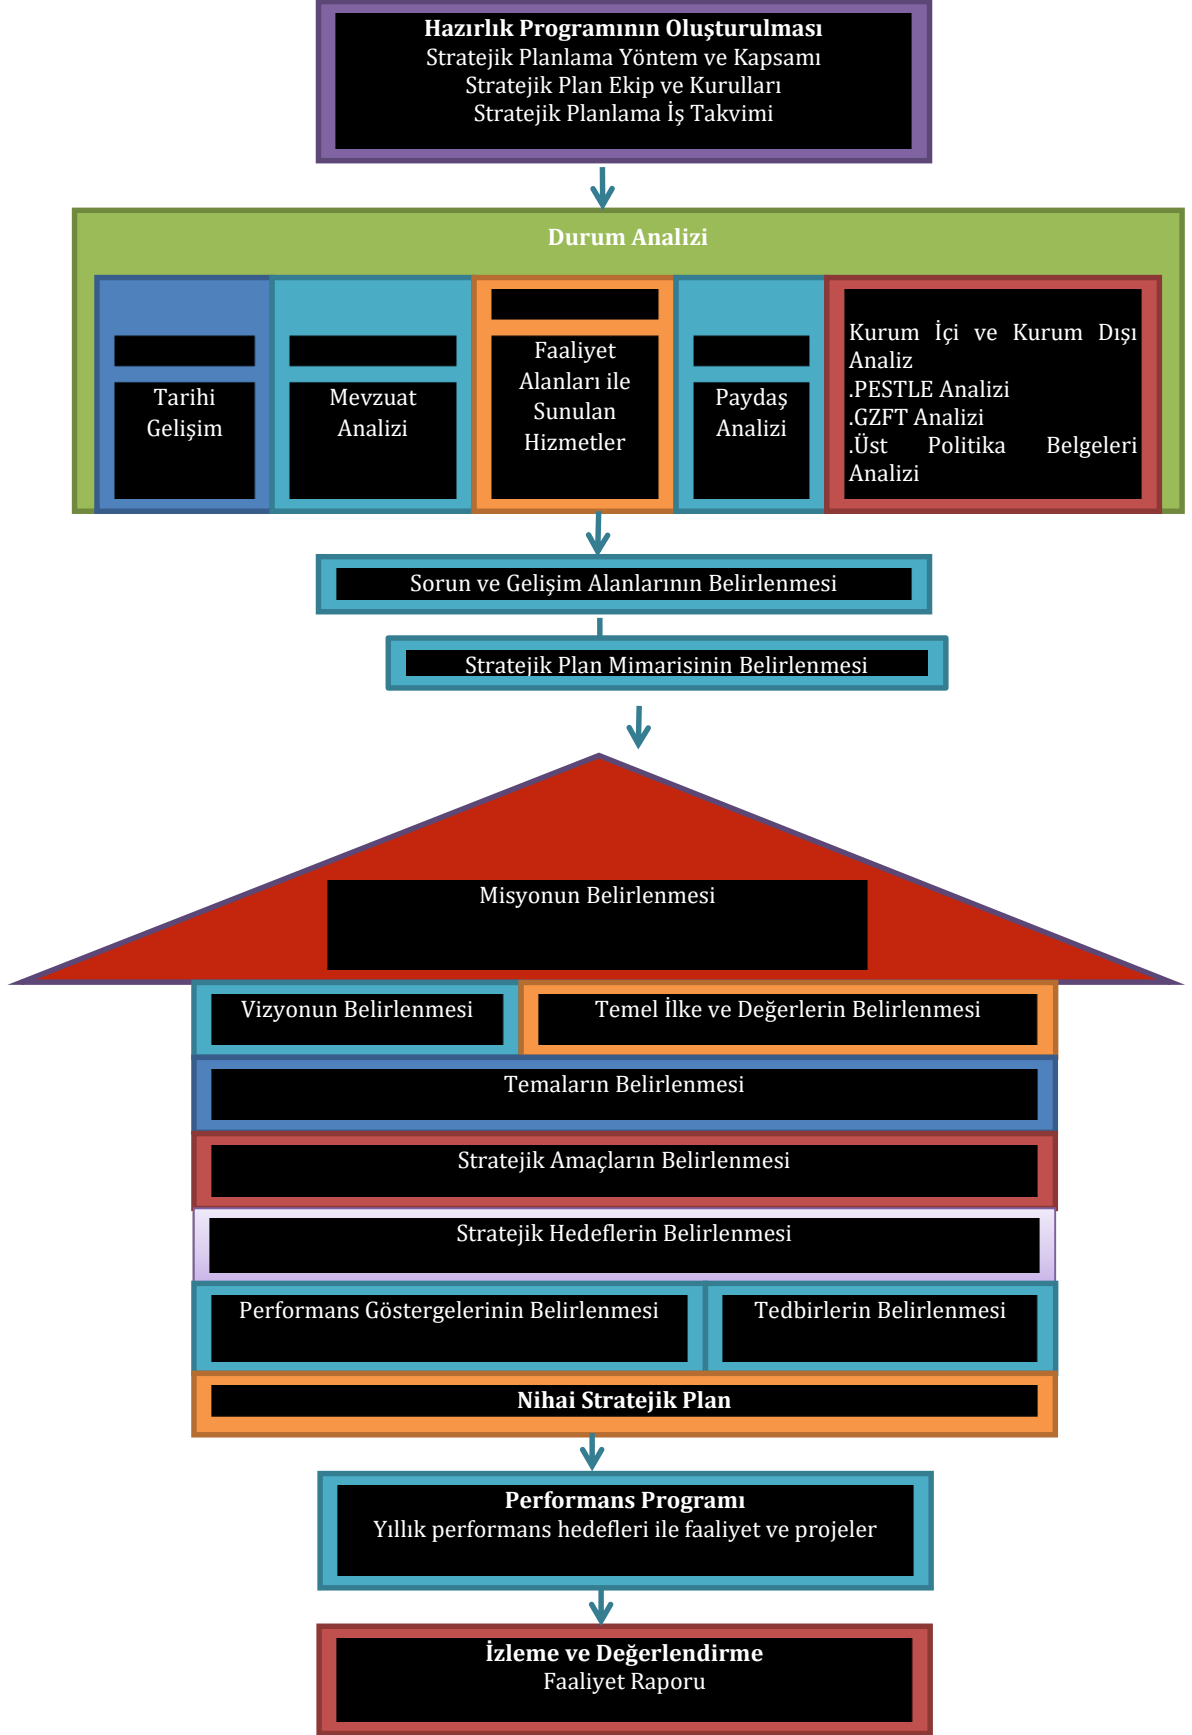 Hazırlık Programının Oluşturulması
Stratejik Planlama Yöntem ve Kapsamı
Stratejik Plan Ekip ve Kurulları
Stratejik Planlama İş Takvimi
Durum Analizi
Tarihi
Gelişim
Mevzuat
Analizi
Faaliyet
Alanları ile
Sunulan
Hizmetler
Paydaş
Analizi
Kurum İçi ve Kurum Dışı
Analiz
.PESTLE Analizi
.GZFT Analizi
.Üst Politika Belgeleri
Analizi
Sorun ve Gelişim Alanlarının Belirlenmesi
Stratejik Plan Mimarisinin Belirlenmesi
Misyonun Belirlenmesi
Vizyonun Belirlenmesi
Temel İlke ve Değerlerin Belirlenmesi
Temaların Belirlenmesi
Stratejik Amaçların Belirlenmesi
Stratejik Hedeflerin Belirlenmesi
Performans Göstergelerinin Belirlenmesi
Tedbirlerin Belirlenmesi
Nihai Stratejik Plan
Performans Programı
Yıllık performans hedefleri ile faaliyet ve projeler
İzleme ve Değerlendirme
Faaliyet Raporu